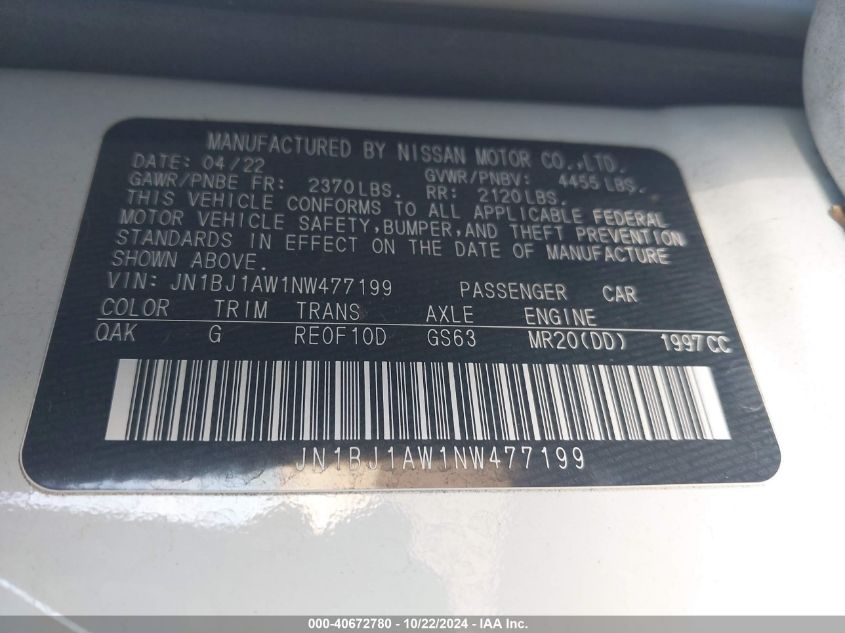 MANUFACTURED BY NISSAN MOTOR CO.,LTD.
DATE: 04/22 GVWR/PNBV: 4455 LBS.
GAWR/PNBE FR: 2370LBS. RR: 2120LBS.
THIS VEHICLE CONFORMS TO ALL APPLICABLE FEDERAL
MOTOR VEHICLE SAFETY,BUMPER,AND THEFT PREVENTION
STANDARDS IN EFFECT ON THE DATE OF MANUFACTURE
SHOWN ABOVE.
VIN: JN1BJ1AW1NW477199 PASSENGER CAR
COLOR TRIM TRANS AXLE ENGINE
QAK G RE0F10D GS63 MR20(DD) 1997CC
JN1BJ1AW1NW477199
000-40672780 - 10/22/2024 - IAA Inc.